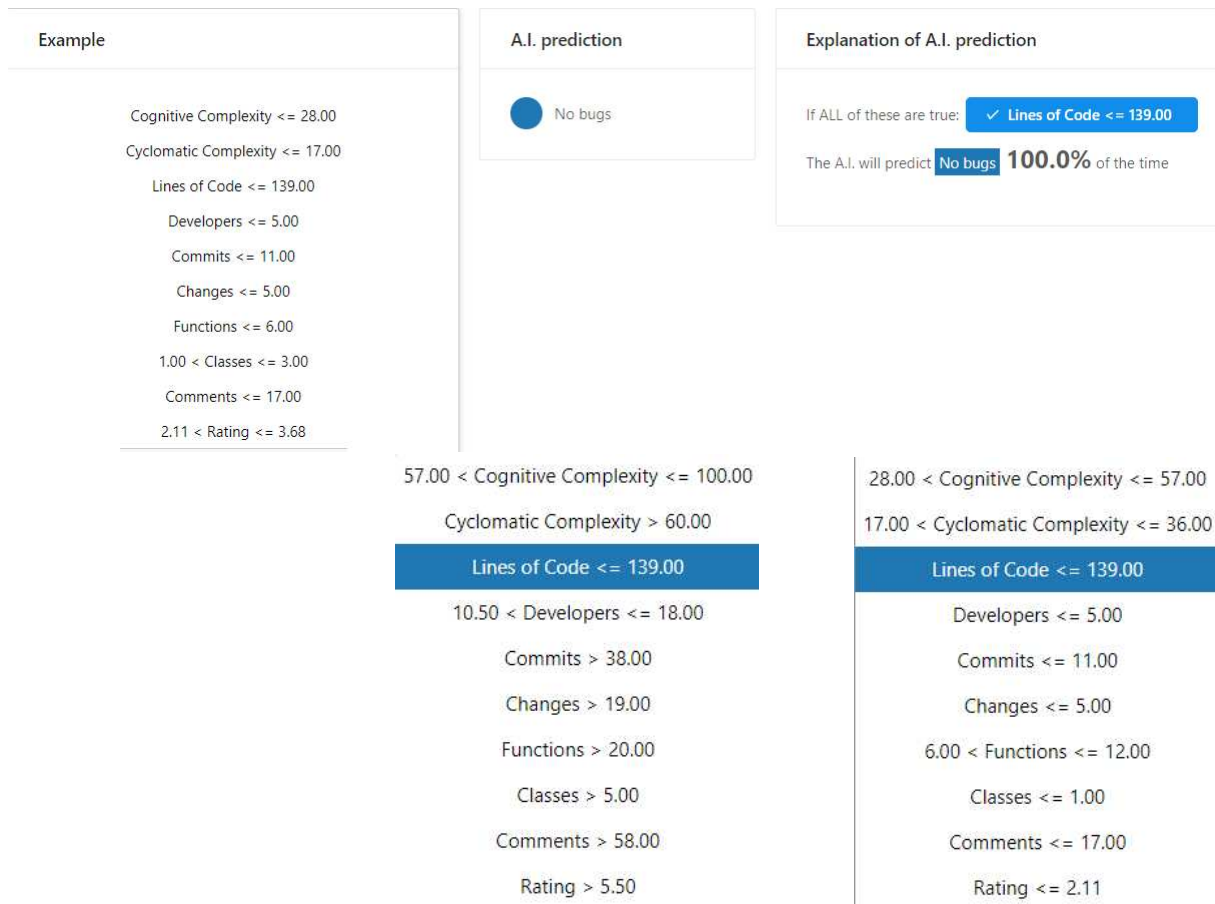 Example
Cognitive Complexity <= 28.00
Cyclomatic Complexity <= 17.00
Lines of Code <= 139.00
Developers <= 5.00
Commits <= 11.00
Changes <= 5.00
Functions <= 6.00
1.00 < Classes <= 3.00
Comments <= 17.00
2.11 < Rating <= 3.68
A.I. prediction
No bugs
Explanation of A.I. prediction
If ALL of these are true: ✓ Lines of Code <= 139.00
The A.I. will predict No bugs 100.0% of the time
57.00 < Cognitive Complexity <= 100.00
Cyclomatic Complexity > 60.00
Lines of Code <= 139.00
10.50 < Developers <= 18.00
Commits > 38.00
Changes > 19.00
Functions > 20.00
Classes > 5.00
Comments > 58.00
Rating > 5.50
28.00 < Cognitive Complexity <= 57.00
17.00 < Cyclomatic Complexity <= 36.00
Lines of Code <= 139.00
Developers <= 5.00
Commits <= 11.00
Changes <= 5.00
6.00 < Functions <= 12.00
Classes <= 1.00
Comments <= 17.00
Rating <= 2.11